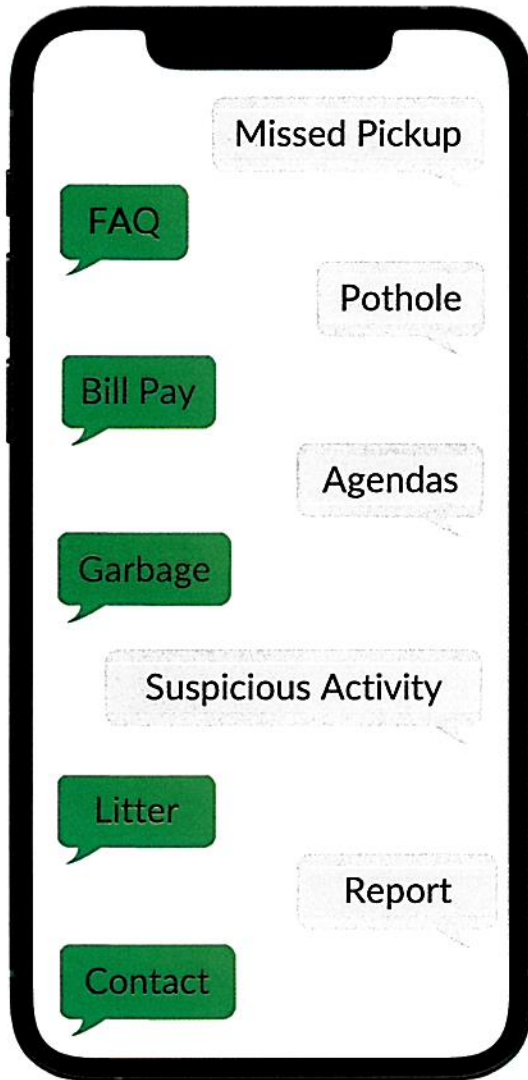 Missed Pickup
FAQ
Pothole
Bill Pay
Agendas
Garbage
Suspicious Activity
Litter
Report
Contact